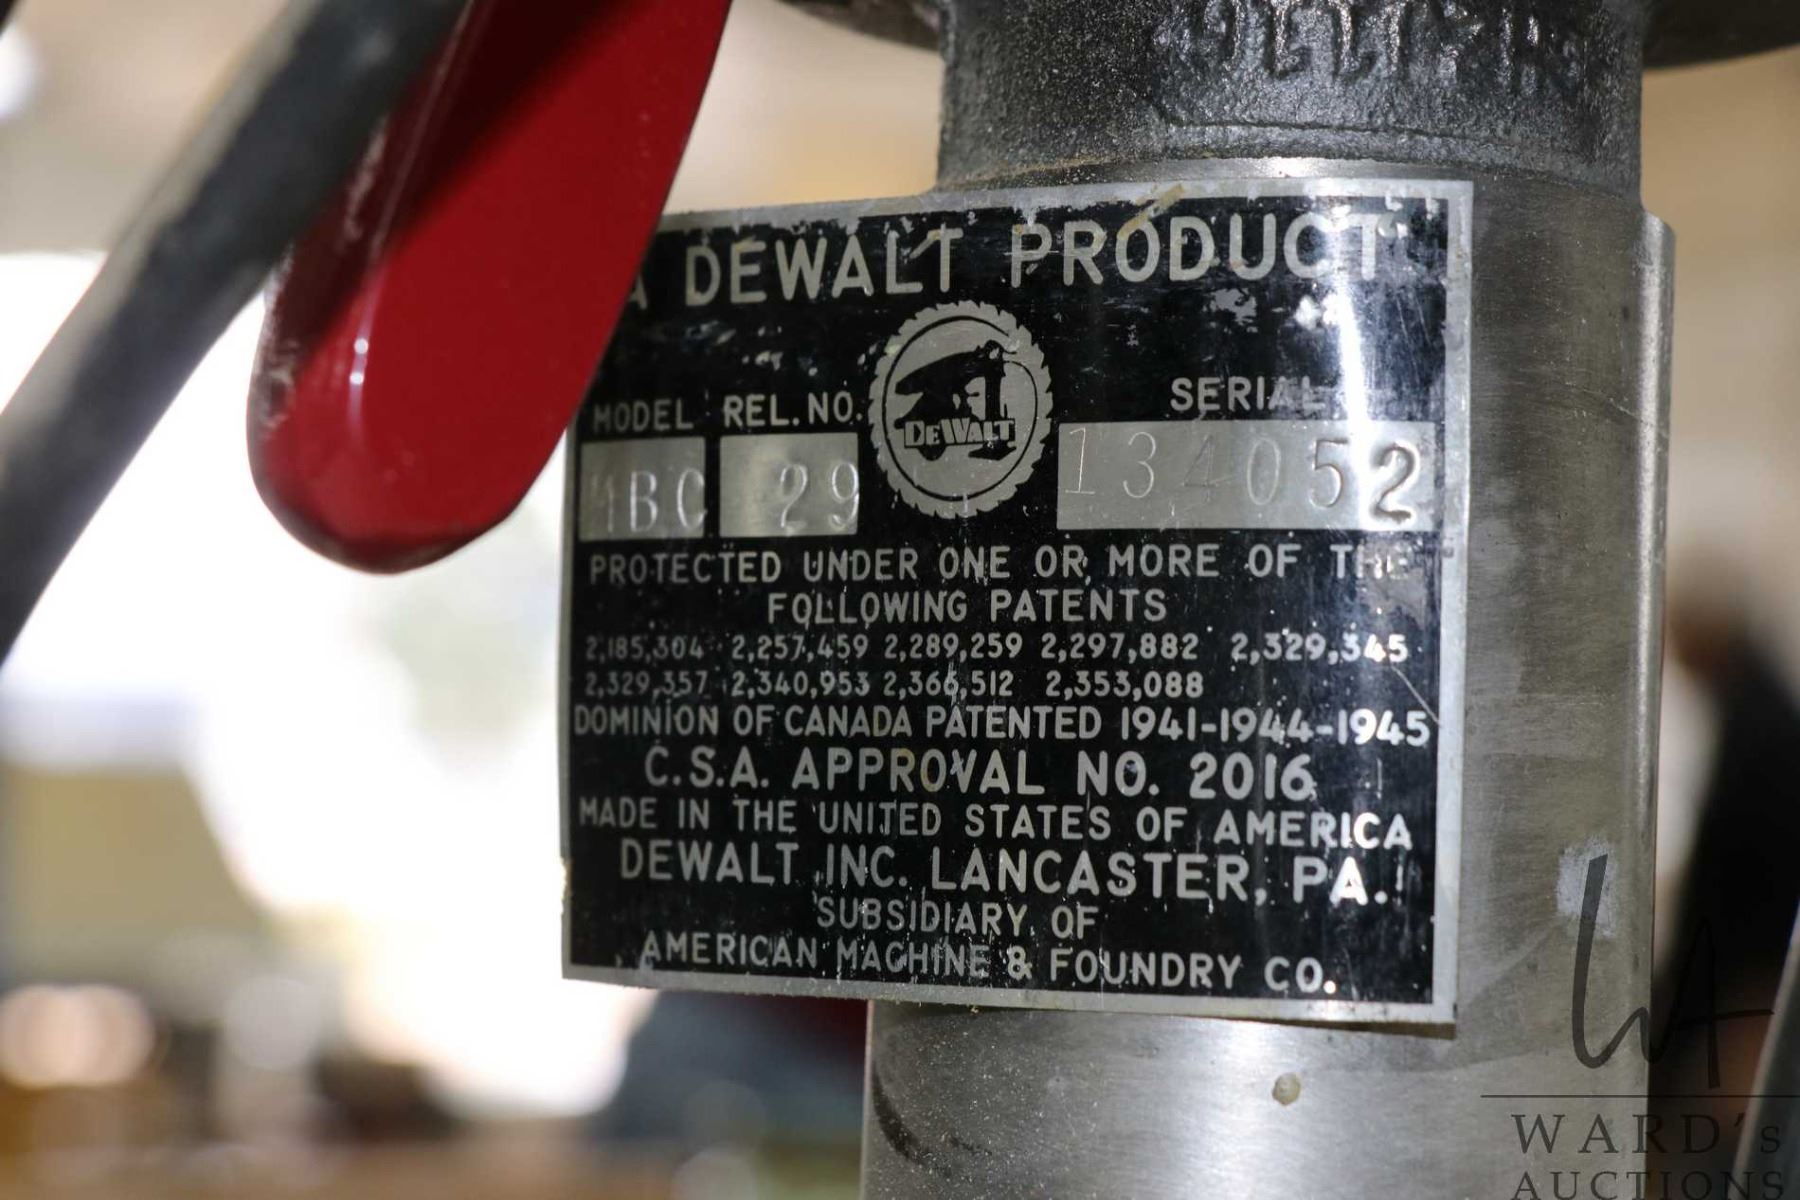 A DEWALT PRODUCT
MODEL REL. NO. SERIAL
DEWALT
MBC 29 134052
PROTECTED UNDER ONE OR MORE OF THE
FOLLOWING PATENTS
2,185,304 2,257,459 2,289,259 2,297,882 2,329,345
2,329,357 2,340,953 2,366,512 2,353,088
DOMINION OF CANADA PATENTED 1941-1944-1945
C.S.A. APPROVAL NO. 2016
MADE IN THE UNITED STATES OF AMERICA
DEWALT INC. LANCASTER, PA.
SUBSIDIARY OF
AMERICAN MACHINE & FOUNDRY CO.
WA
WARD's
AUCTIONS